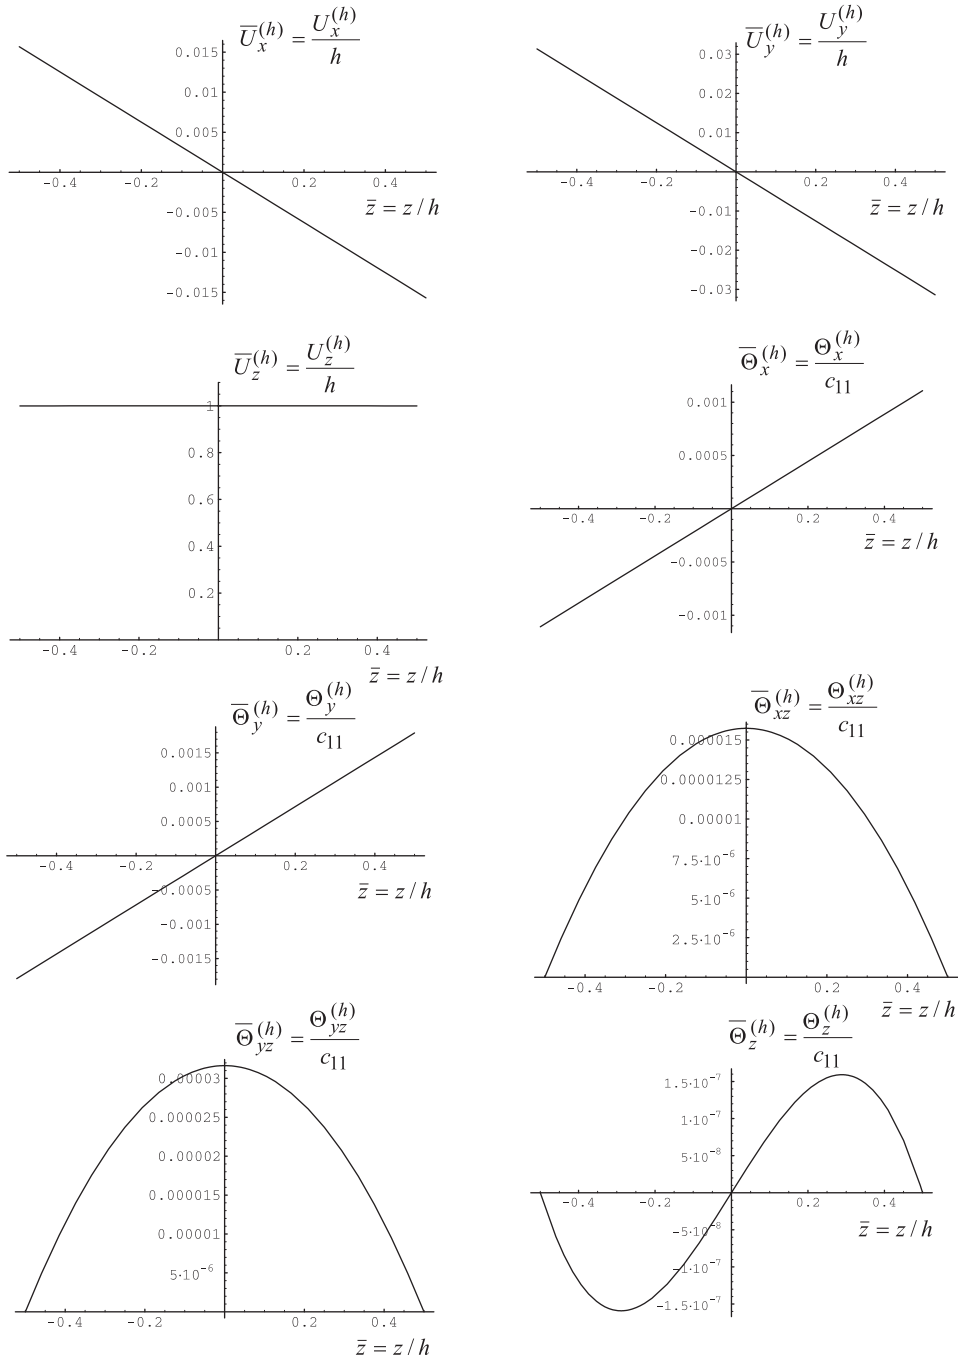 U̅_x^(h) = U_x^(h) / h
0.015
0.01
0.005
-0.4 -0.2 0.2 0.4
z̅ = z / h
-0.005
-0.01
-0.015
U̅_y^(h) = U_y^(h) / h
0.03
0.02
0.01
-0.4 -0.2 0.2 0.4
z̅ = z / h
-0.01
-0.02
-0.03
U̅_z^(h) = U_z^(h) / h
1
0.8
0.6
0.4
0.2
-0.4 -0.2 0.2 0.4
z̅ = z / h
Θ̅_x^(h) = Θ_x^(h) / c_11
0.001
0.0005
-0.4 -0.2 0.2 0.4
z̅ = z / h
-0.0005
-0.001
Θ̅_y^(h) = Θ_y^(h) / c_11
0.0015
0.001
0.0005
-0.4 -0.2 0.2 0.4
-0.0005
z̅ = z / h
-0.001
-0.0015
Θ̅_xz^(h) = Θ_xz^(h) / c_11
0.000015
0.0000125
0.00001
7.5·10^-6
5·10^-6
2.5·10^-6
-0.4 -0.2 0.2 0.4
z̅ = z / h
Θ̅_yz^(h) = Θ_yz^(h) / c_11
0.00003
0.000025
0.00002
0.000015
0.00001
5·10^-6
-0.4 -0.2 0.2 0.4
z̅ = z / h
Θ̅_z^(h) = Θ_z^(h) / c_11
1.5·10^-7
1·10^-7
5·10^-8
-0.4 -0.2 0.2 0.4
z̅ = z / h
-5·10^-8
-1·10^-7
-1.5·10^-7